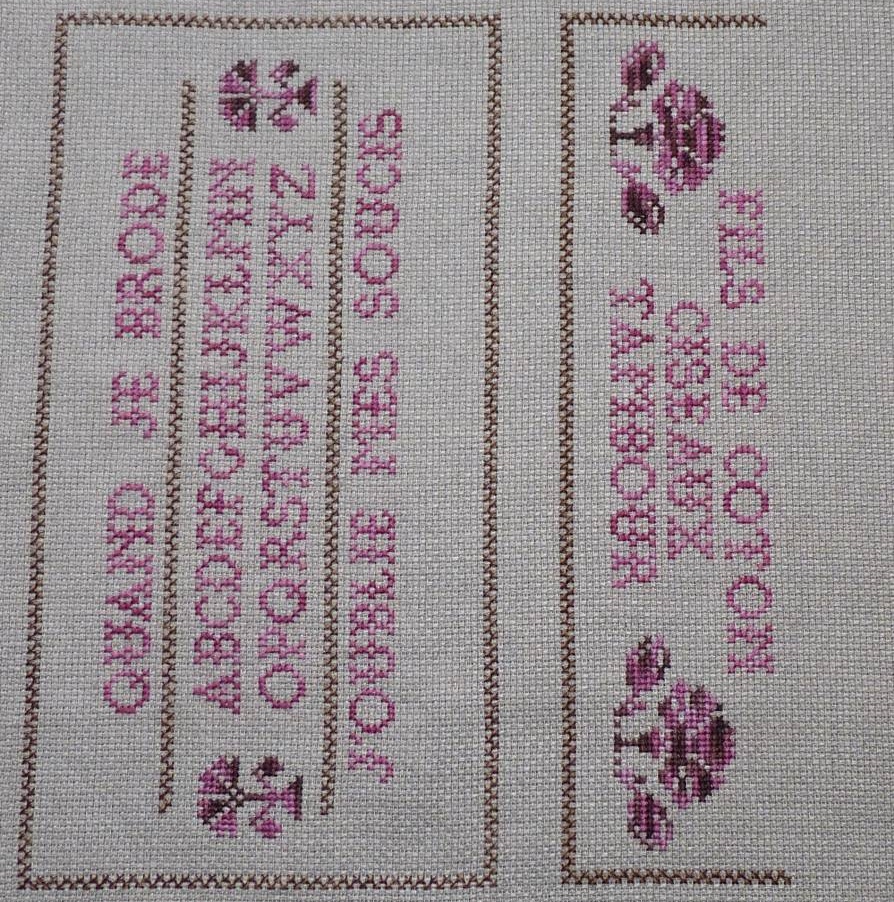 QUAND JE BRODE
ABCDEFGHIJKLMN
OPQRSTUVWXYZ
J'OUBLIE MES SOUCIS
FILS DE COTON
CISEAUX
TAMBOUR